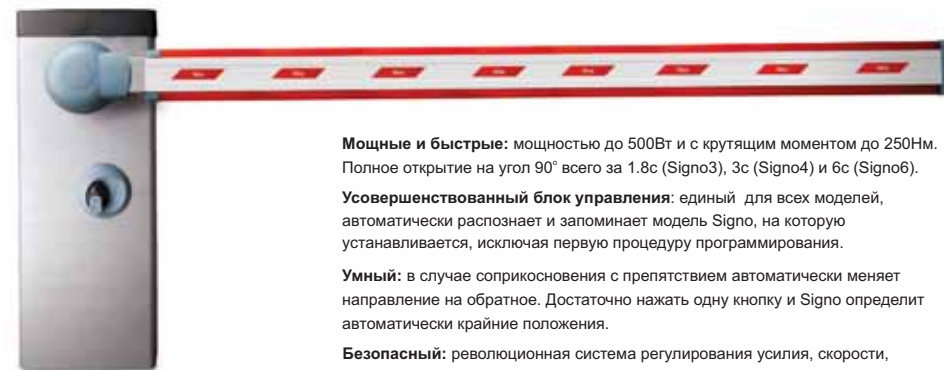 Мощные и быстрые: мощностью до 500Вт и с крутящим моментом до 250Нм.
Полное открытие на угол 90° всего за 1.8с (Signo3), 3с (Signo4) и 6с (Signo6).
Усовершенствованный блок управления: единый для всех моделей,
автоматически распознает и запоминает модель Signo, на которую
устанавливается, исключая первую процедуру программирования.
Умный: в случае соприкосновения с препятствием автоматически меняет
направление на обратное. Достаточно нажать одну кнопку и Signo определит
автоматически крайние положения.
Безопасный: революционная система регулирования усилия, скорости,